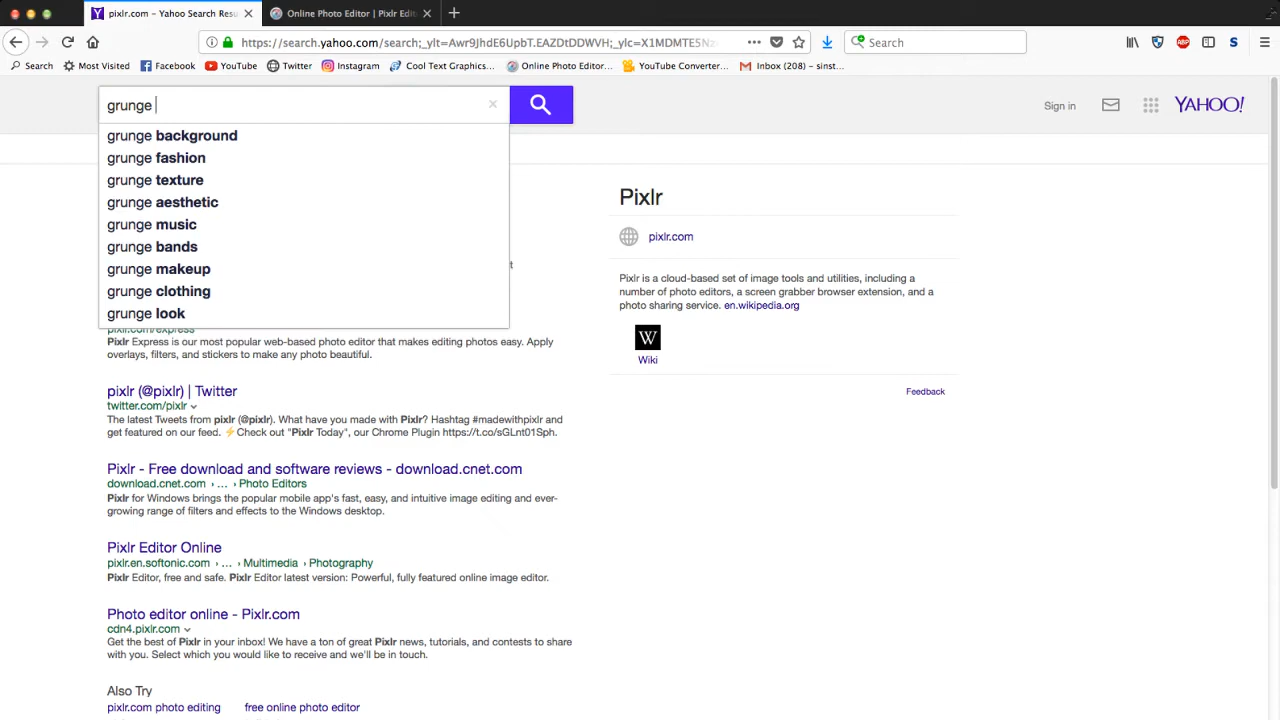 pixlr.com – Yahoo Search Resu
Online Photo Editor | Pixlr Edit
https://search.yahoo.com/search;_ylt=Awr9JhdE6UpbT.EAZDtDDWVH;_ylc=X1MDMTE5Nz
Search
Search
Most Visited
Facebook
YouTube
Twitter
Instagram
Cool Text Graphics...
Online Photo Editor...
YouTube Converter...
Inbox (208) – sinst...
grunge
Sign in
YAHOO!
grunge background
grunge fashion
grunge texture
grunge aesthetic
grunge music
grunge bands
grunge makeup
grunge clothing
grunge look
pixlr.com/express
Pixlr Express is our most popular web-based photo editor that makes editing photos easy. Apply
overlays, filters, and stickers to make any photo beautiful.
pixlr (@pixlr) | Twitter
twitter.com/pixlr
The latest Tweets from pixlr (@pixlr). What have you made with Pixlr? Hashtag #madewithpixlr and
get featured on our feed. ⚡Check out "Pixlr Today", our Chrome Plugin https://t.co/sGLnt01Sph.
Pixlr - Free download and software reviews - download.cnet.com
download.cnet.com › ... › Photo Editors
Pixlr for Windows brings the popular mobile app's fast, easy, and intuitive image editing and ever-
growing range of filters and effects to the Windows desktop.
Pixlr Editor Online
pixlr.en.softonic.com › ... › Multimedia › Photography
Pixlr Editor, free and safe. Pixlr Editor latest version: Powerful, fully featured online image editor.
Photo editor online - Pixlr.com
cdn4.pixlr.com
Get the best of Pixlr in your inbox! We have a ton of great Pixlr news, tutorials, and contests to share
with you. Select which you would like to receive and we'll be in touch.
Also Try
pixlr.com photo editing
free online photo editor
Pixlr
pixlr.com
Pixlr is a cloud-based set of image tools and utilities, including a
number of photo editors, a screen grabber browser extension, and a
photo sharing service. en.wikipedia.org
W
Wiki
Feedback